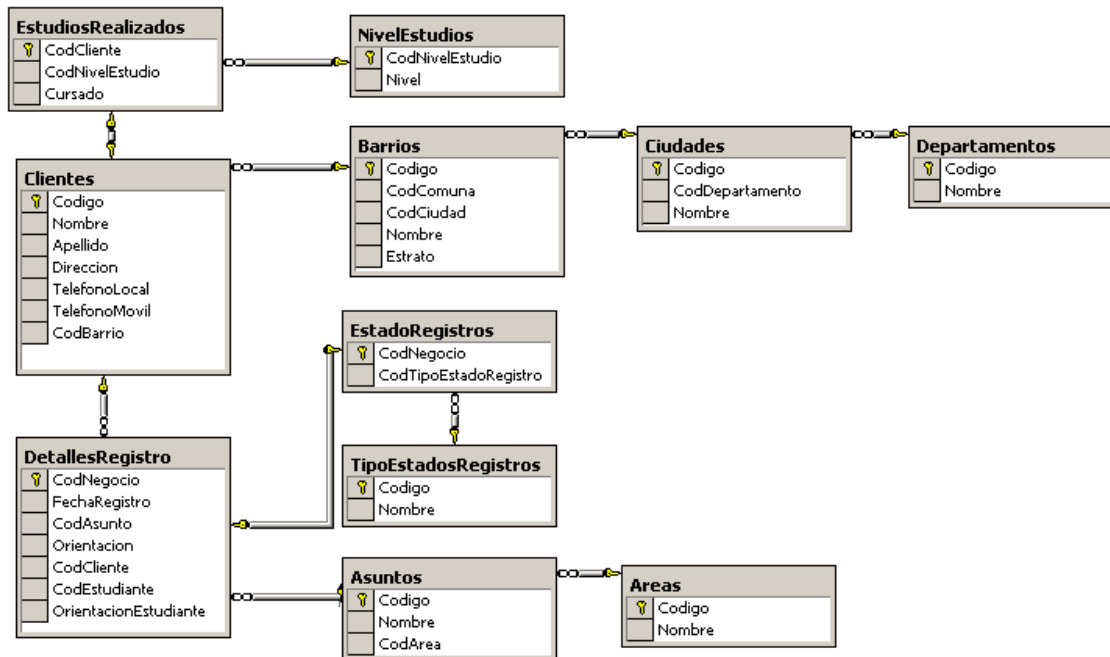 EstudiosRealizados
CodCliente
CodNivelEstudio
Cursado
NivelEstudios
CodNivelEstudio
Nivel
Clientes
Codigo
Nombre
Apellido
Direccion
TelefonoLocal
TelefonoMovil
CodBarrio
Barrios
Codigo
CodComuna
CodCiudad
Nombre
Estrato
Ciudades
Codigo
CodDepartamento
Nombre
Departamentos
Codigo
Nombre
EstadoRegistros
CodNegocio
CodTipoEstadoRegistro
DetallesRegistro
CodNegocio
FechaRegistro
CodAsunto
Orientacion
CodCliente
CodEstudiante
OrientacionEstudiante
TipoEstadosRegistros
Codigo
Nombre
Asuntos
Codigo
Nombre
CodArea
Areas
Codigo
Nombre